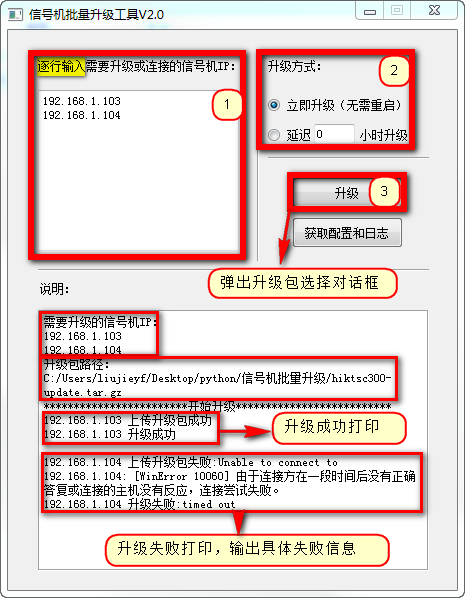 信号机批量升级工具V2.0
逐行输入需要升级或连接的信号机IP:
192.168.1.103
192.168.1.104
1
升级方式:
2
立即升级（无需重启）
延迟 0 小时升级
升级
3
获取配置和日志
弹出升级包选择对话框
说明:
需要升级的信号机IP:
192.168.1.103
192.168.1.104
升级包路径:
C:/Users/liujieyf/Desktop/python/信号机批量升级/hiktsc300-
update.tar.gz
************************开始升级**************************
192.168.1.103 上传升级包成功
192.168.1.103 升级成功
升级成功打印
192.168.1.104 上传升级包失败:Unable to connect to
192.168.1.104: [WinError 10060] 由于连接方在一段时间后没有正确
答复或连接的主机没有反应，连接尝试失败。
192.168.1.104 升级失败:timed out
升级失败打印，输出具体失败信息